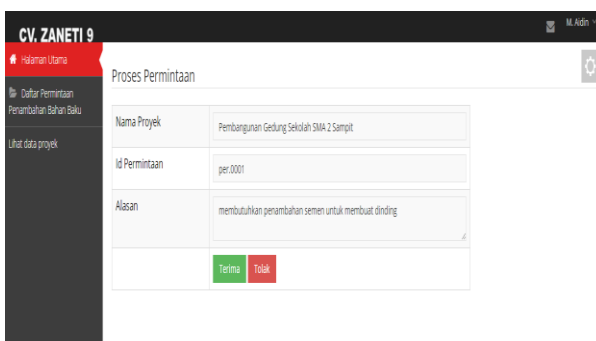 CV. ZANETI 9
M. Aidin
Halaman Utama
Daftar Permintaan
Penambahan Bahan Baku
Lihat data proyek
Proses Permintaan
Nama Proyek
Pembangunan Gedung Sekolah SMA 2 Sampit
Id Permintaan
per.0001
Alasan
membutuhkan penambahan semen untuk membuat dinding
Terima
Tolak